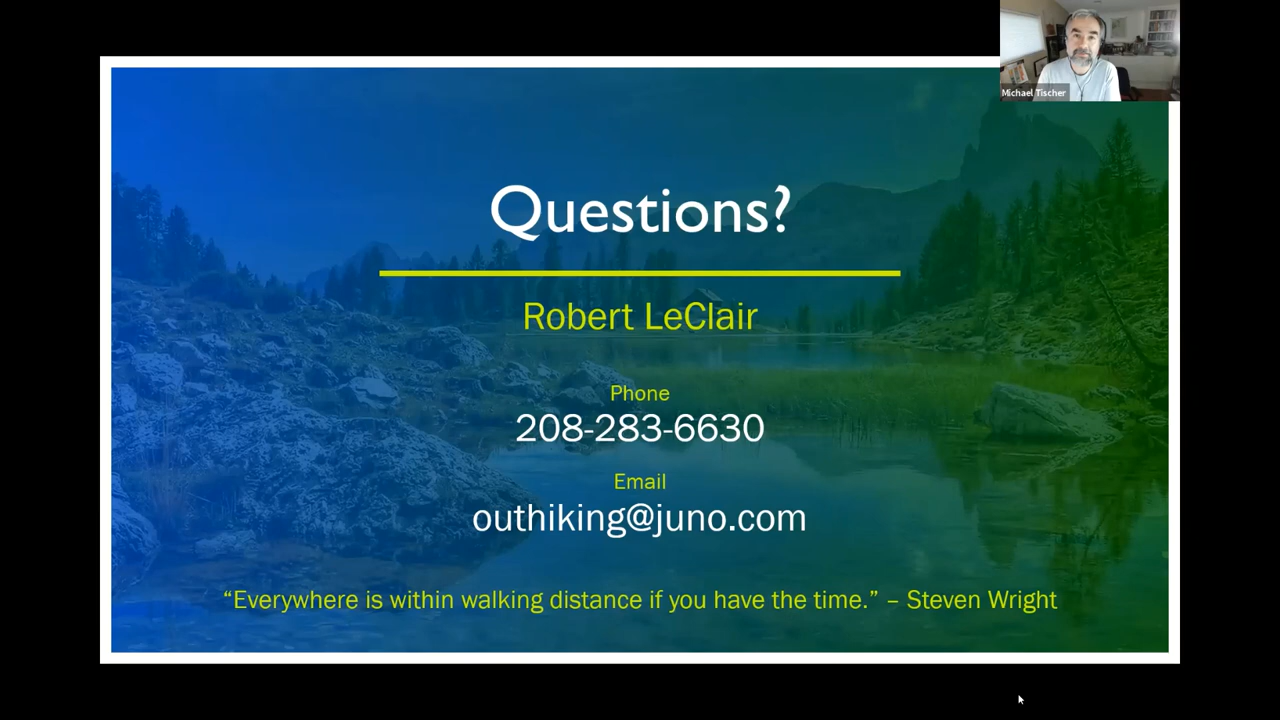 Michael Tischer
Questions?
Robert LeClair
Phone
208-283-6630
Email
outhiking@juno.com
“Everywhere is within walking distance if you have the time.” – Steven Wright